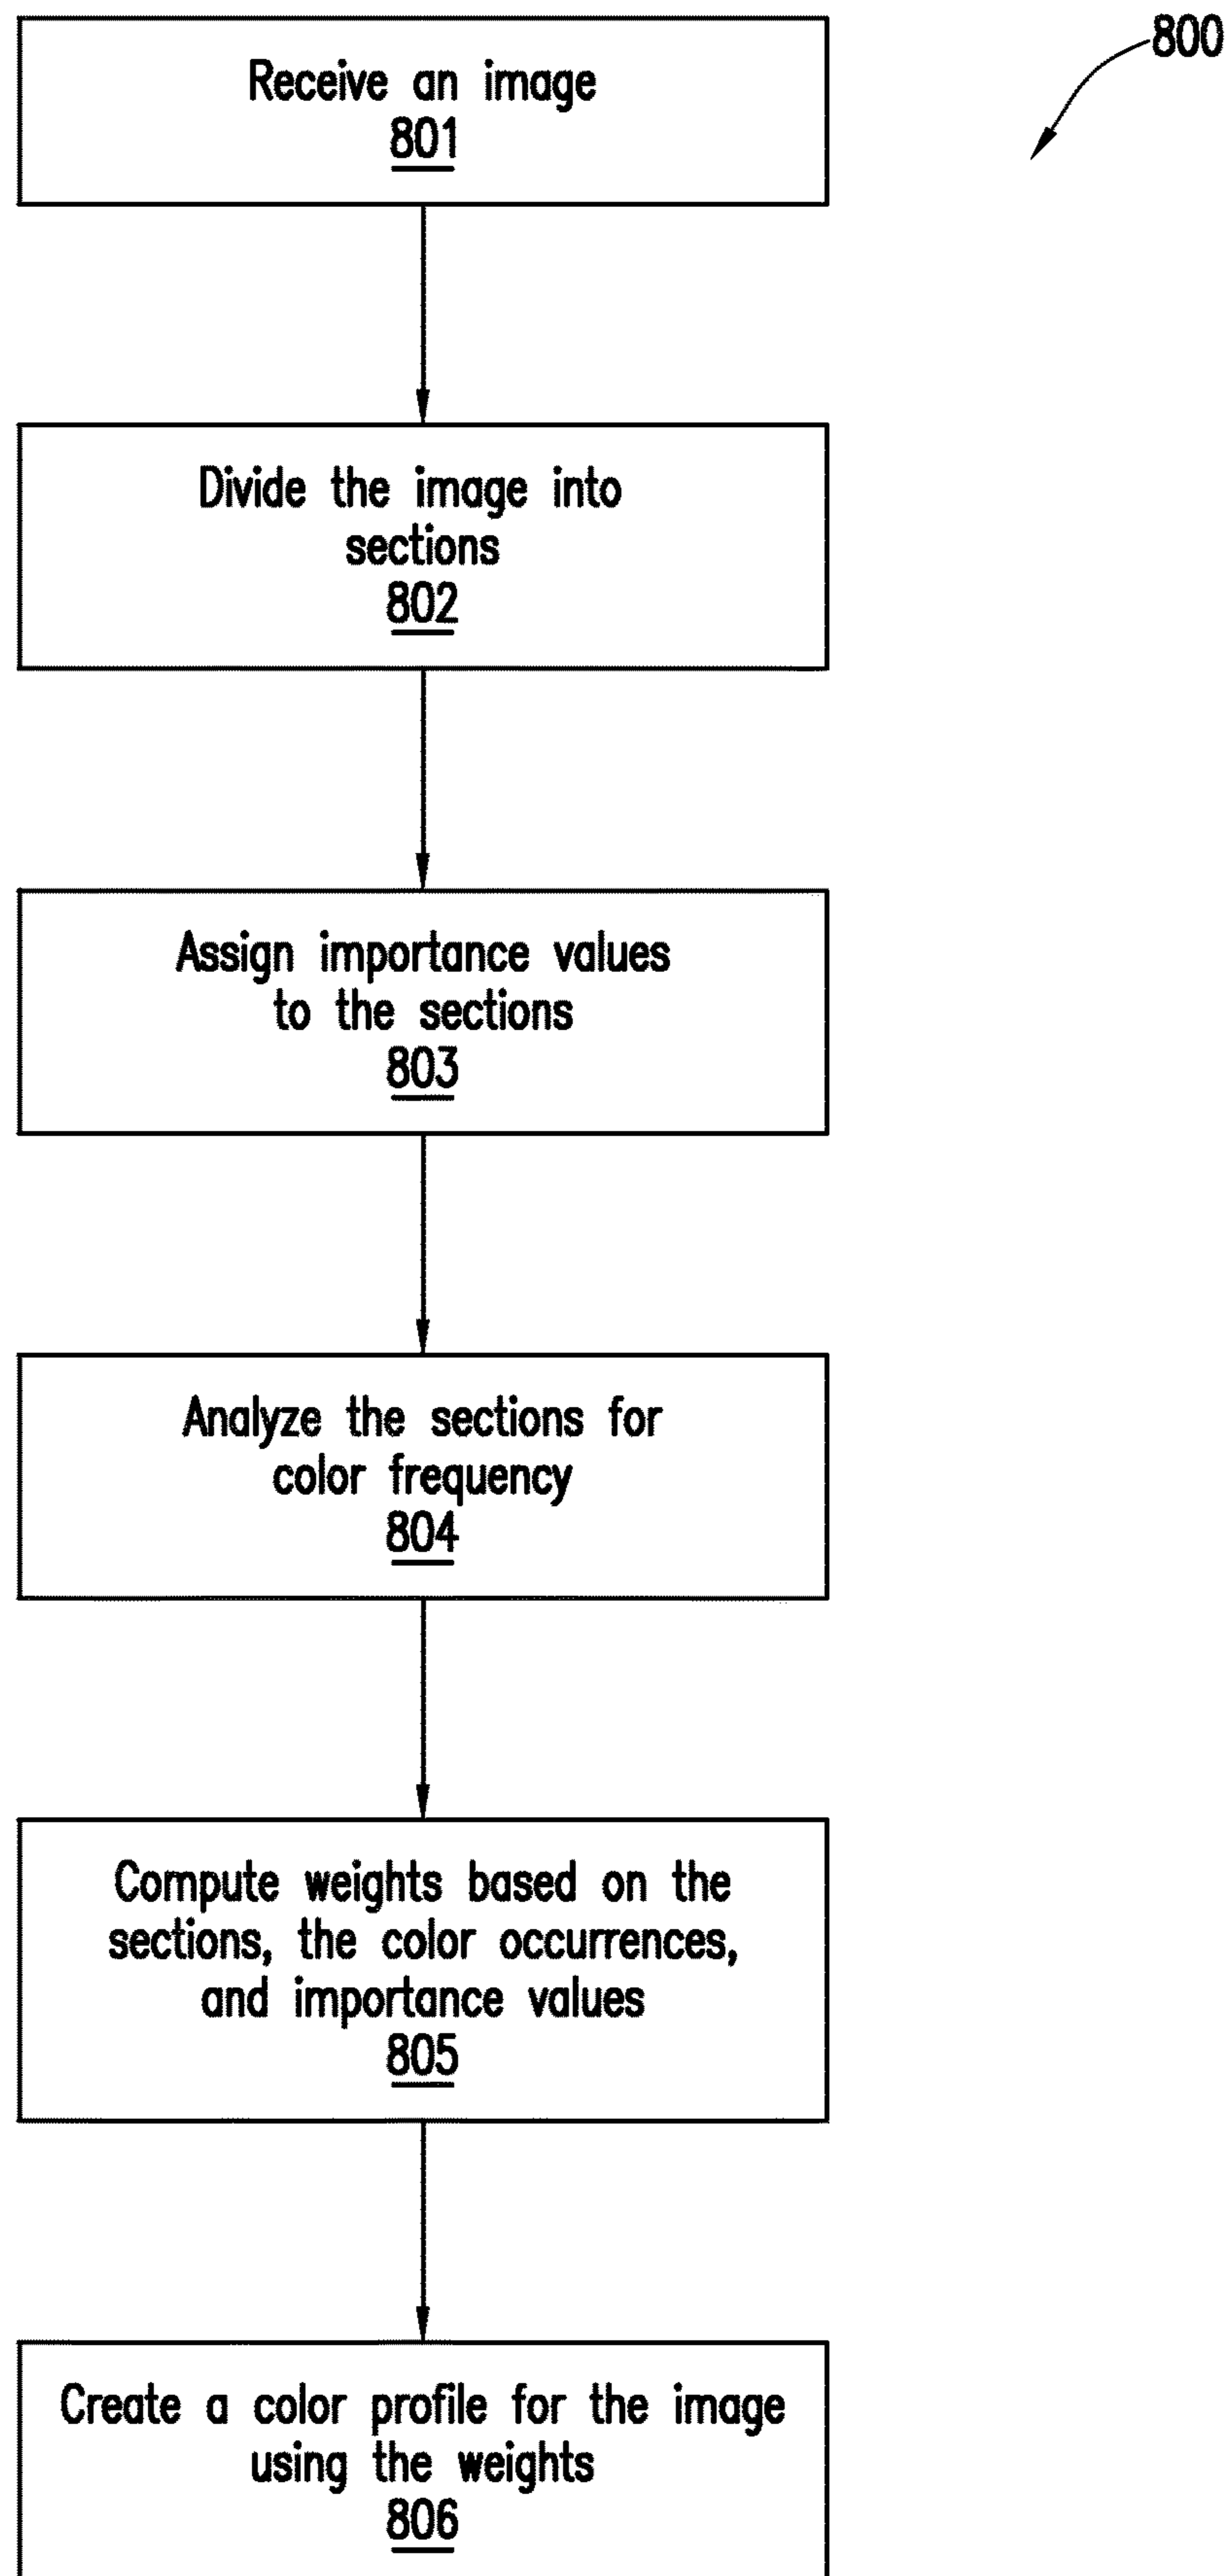 800
Receive an image
801
Divide the image into
sections
802
Assign importance values
to the sections
803
Analyze the sections for
color frequency
804
Compute weights based on the
sections, the color occurrences,
and importance values
805
Create a color profile for the image
using the weights
806